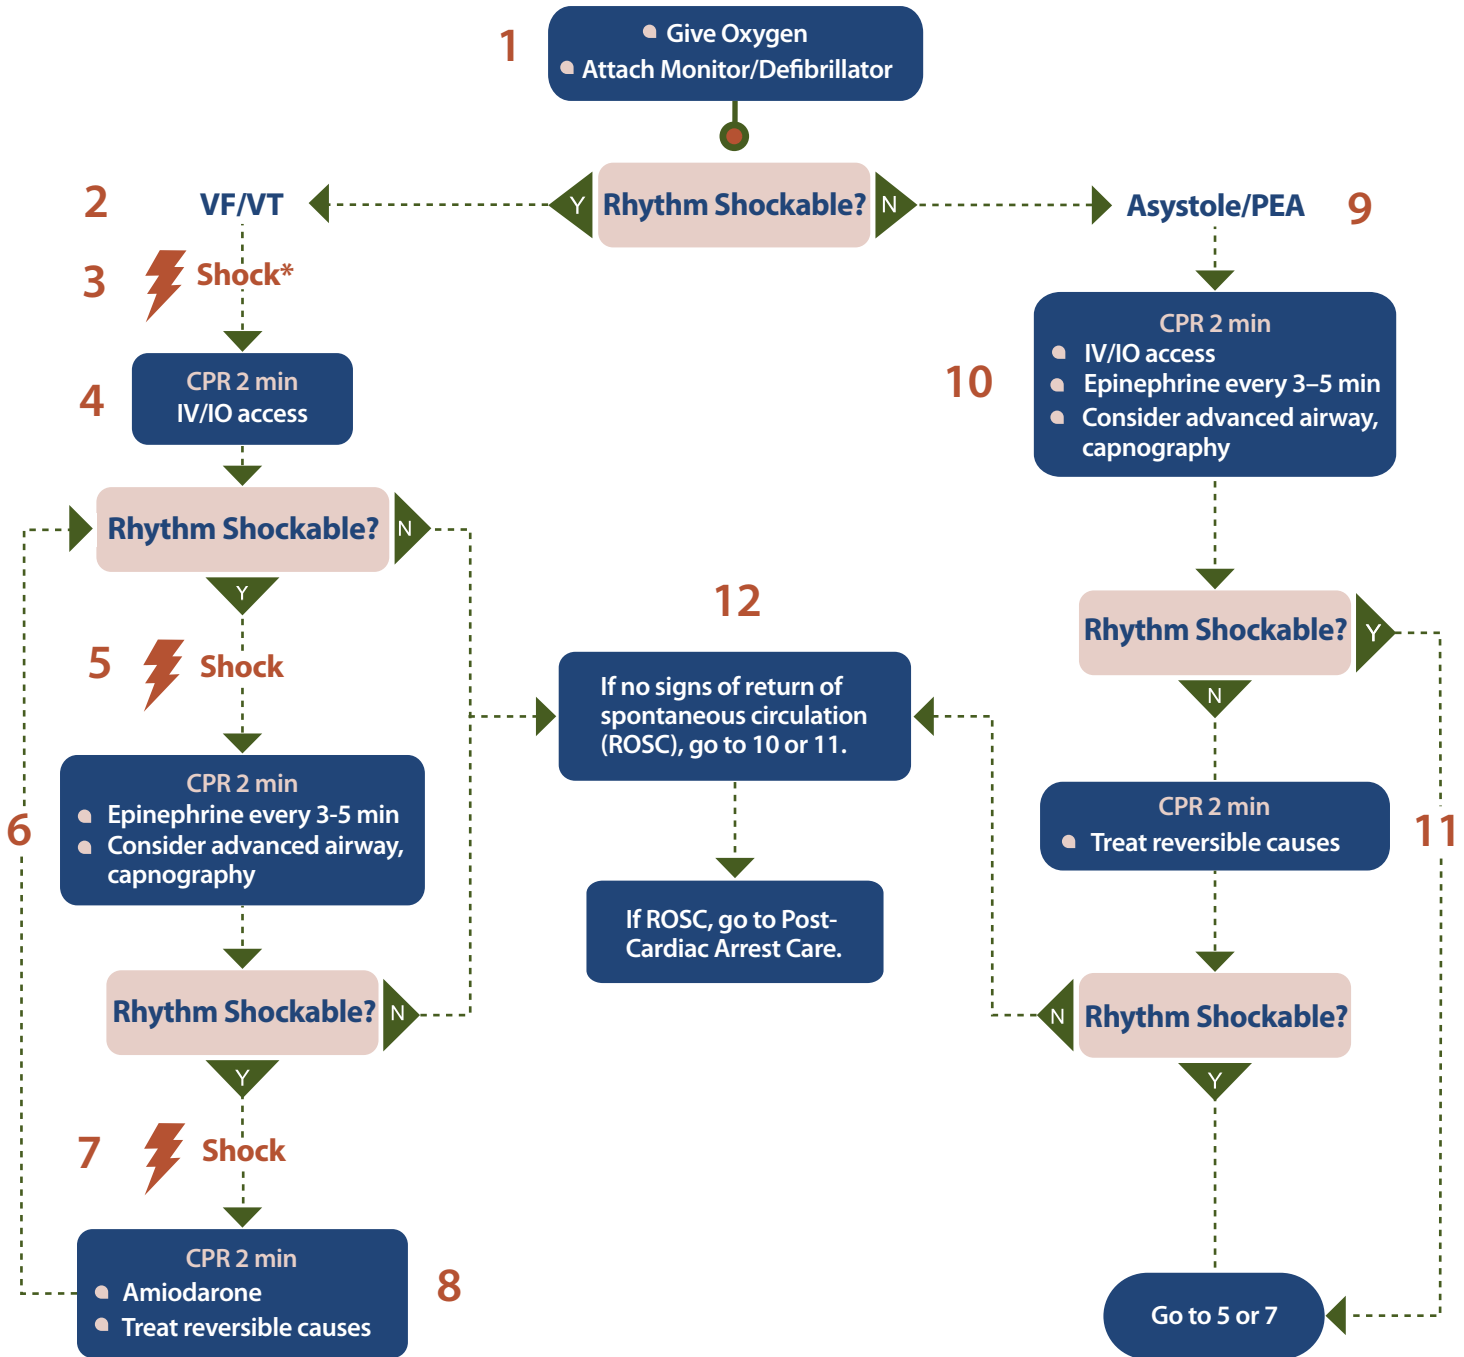 1
Give Oxygen
Attach Monitor/Defibrillator
Rhythm Shockable?
Y
N
2
VF/VT
3
Shock*
4
CPR 2 min
IV/IO access
Rhythm Shockable?
N
Y
5
Shock
6
CPR 2 min
Epinephrine every 3-5 min
Consider advanced airway,
capnography
Rhythm Shockable?
N
Y
7
Shock
8
CPR 2 min
Amiodarone
Treat reversible causes
12
If no signs of return of
spontaneous circulation
(ROSC), go to 10 or 11.
If ROSC, go to Post-
Cardiac Arrest Care.
Asystole/PEA
9
10
CPR 2 min
IV/IO access
Epinephrine every 3–5 min
Consider advanced airway,
capnography
Rhythm Shockable?
Y
N
11
CPR 2 min
Treat reversible causes
N
Rhythm Shockable?
Y
Go to 5 or 7